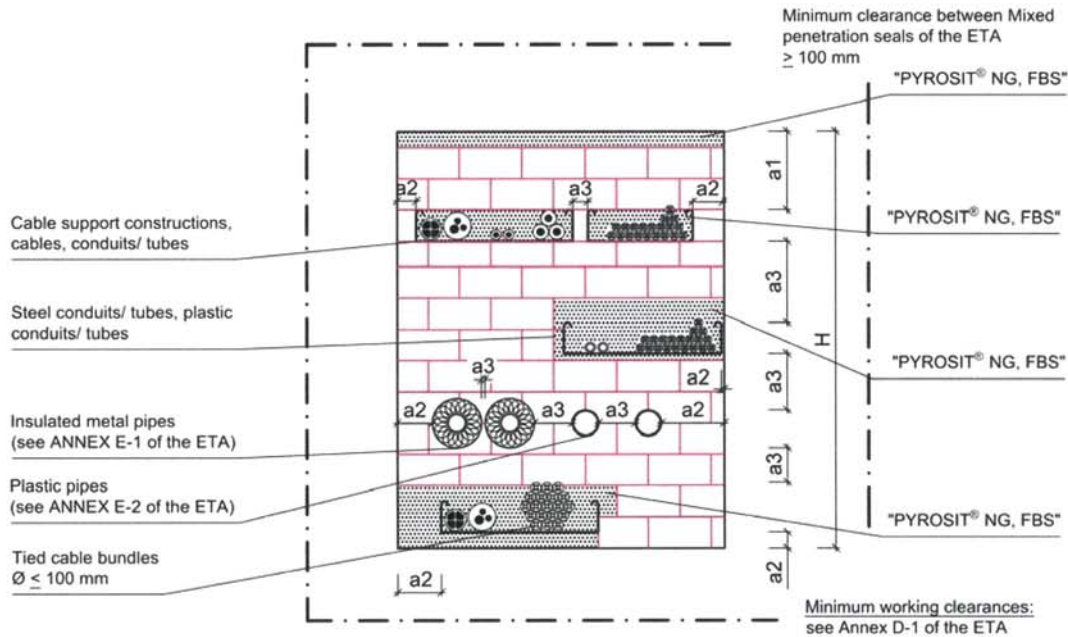 Minimum clearance between Mixed
penetration seals of the ETA
≥ 100 mm
"PYROSIT® NG, FBS"
a1
a2
a3
a2
Cable support constructions,
cables, conduits/ tubes
"PYROSIT® NG, FBS"
a3
Steel conduits/ tubes, plastic
conduits/ tubes
H
a3
a2
a3
"PYROSIT® NG, FBS"
Insulated metal pipes
(see ANNEX E-1 of the ETA)
a2
a3
a3
a2
a3
Plastic pipes
(see ANNEX E-2 of the ETA)
"PYROSIT® NG, FBS"
Tied cable bundles
Ø ≤ 100 mm
a2
a2
Minimum working clearances:
see Annex D-1 of the ETA